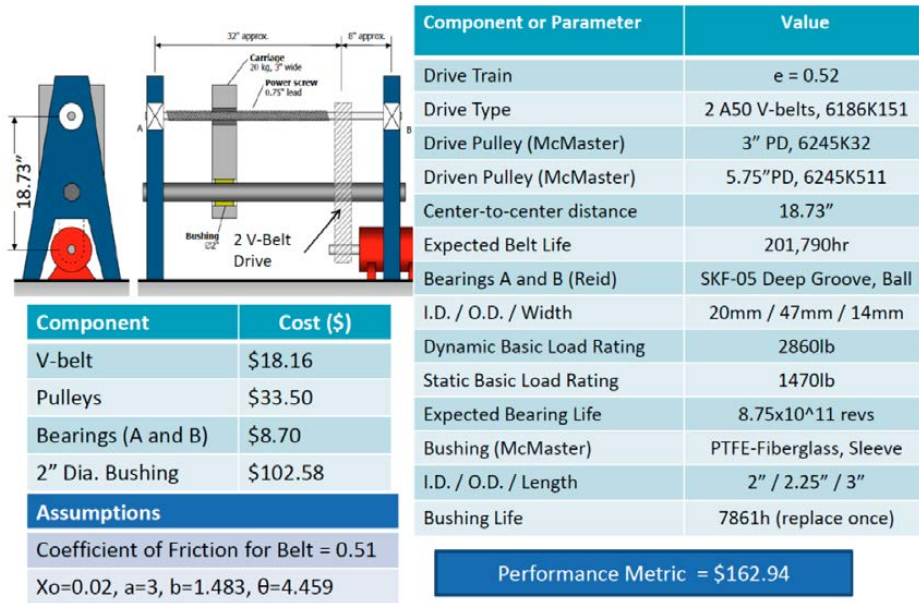 32" approx.
8" approx.
Carriage
20 kg, 3" wide
Power screw
0.75" lead
A
B
18.73"
Bushing
2 V-Belt
Drive
Component Cost ($)
V-belt $18.16
Pulleys $33.50
Bearings (A and B) $8.70
2" Dia. Bushing $102.58
Assumptions
Coefficient of Friction for Belt = 0.51
Xo=0.02, a=3, b=1.483, θ=4.459
Component or Parameter Value
Drive Train e = 0.52
Drive Type 2 A50 V-belts, 6186K151
Drive Pulley (McMaster) 3" PD, 6245K32
Driven Pulley (McMaster) 5.75"PD, 6245K511
Center-to-center distance 18.73"
Expected Belt Life 201,790hr
Bearings A and B (Reid) SKF-05 Deep Groove, Ball
I.D. / O.D. / Width 20mm / 47mm / 14mm
Dynamic Basic Load Rating 2860lb
Static Basic Load Rating 1470lb
Expected Bearing Life 8.75x10^11 revs
Bushing (McMaster) PTFE-Fiberglass, Sleeve
I.D. / O.D. / Length 2" / 2.25" / 3"
Bushing Life 7861h (replace once)
Performance Metric = $162.94